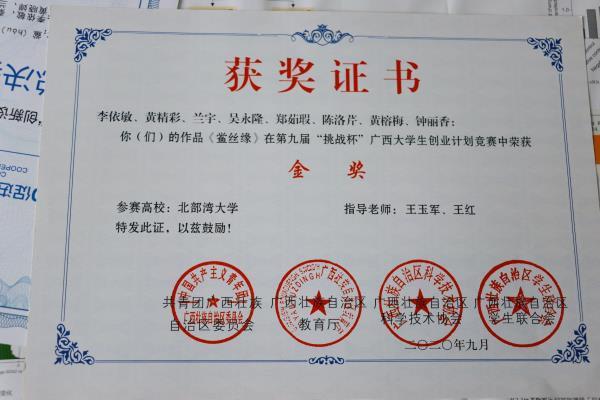 获奖证书
李依敏、黄精彩、兰宇、吴永隆、郑茹瑕、陈洛芹、黄榕梅、钟丽香：
你（们）的作品《鲎丝缘》在第九届“挑战杯”广西大学生创业计划竞赛中荣获
金奖
参赛高校：北部湾大学
指导老师：王玉军、王红
特发此证，以兹鼓励！
共青团广西壮族
自治区委员会
广西壮族自治区
教育厅
广西壮族自治区
科学技术协会
广西壮族自治区
学生联合会
二〇二〇年九月